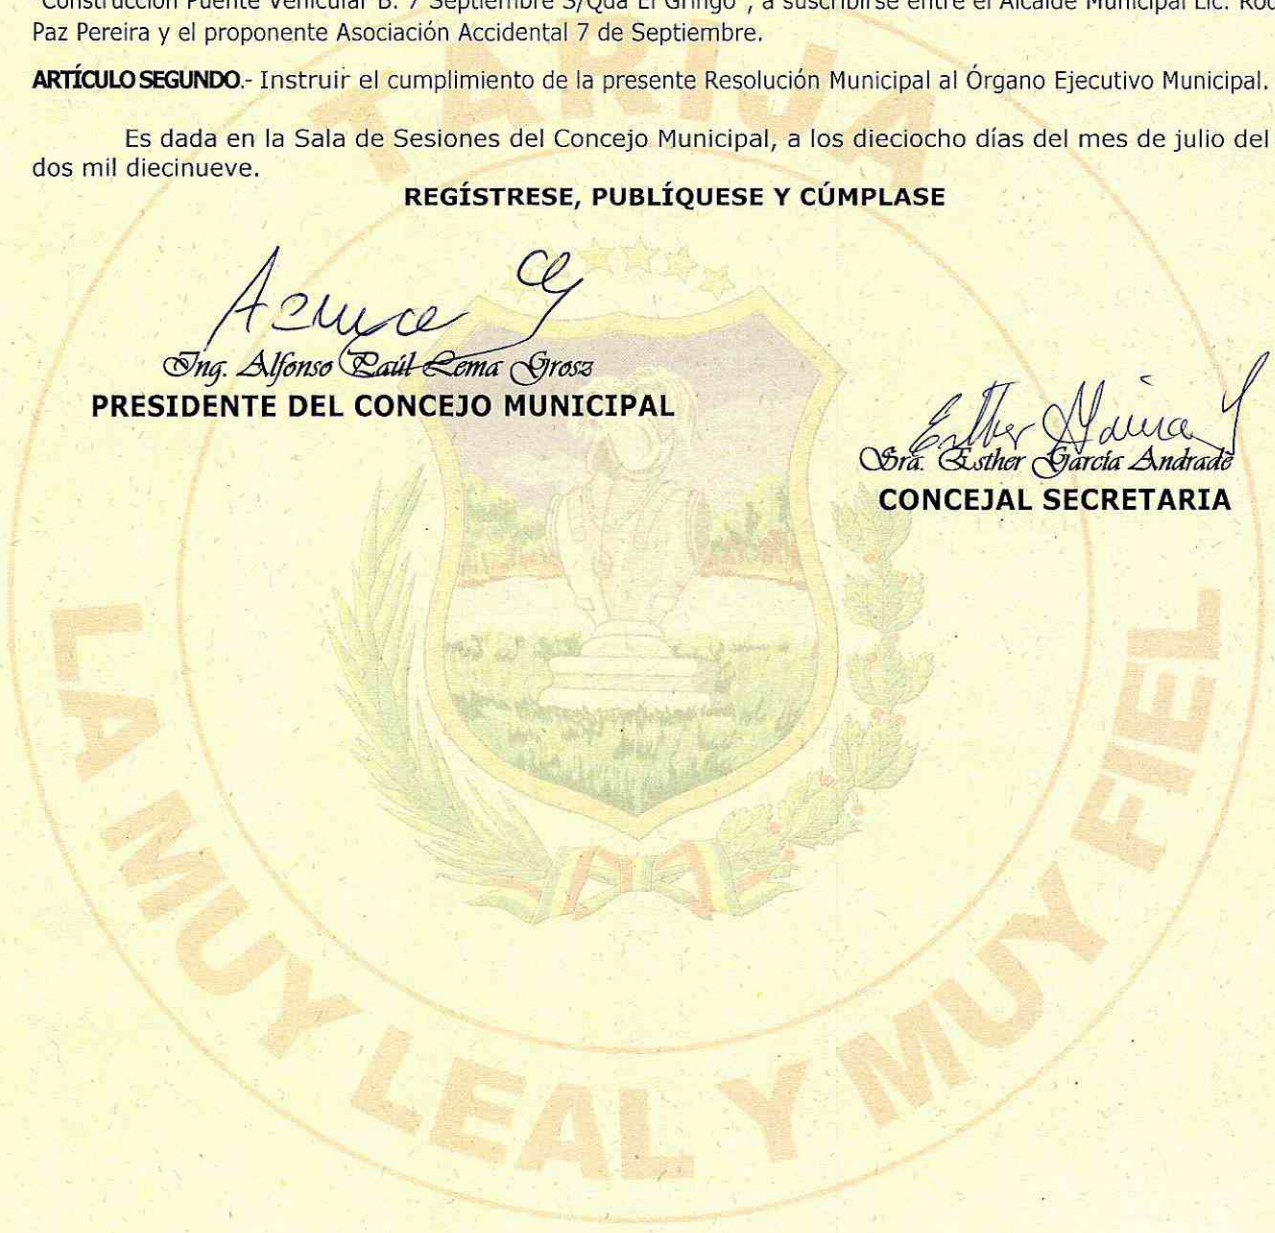 "Construcción Puente Vehicular B. 7 Septiembre S/Qda El Gringo", a suscribirse entre el Alcalde Municipal Lic.
Paz Pereira y el proponente Asociación Accidental 7 de Septiembre.
ARTÍCULO SEGUNDO.- Instruir el cumplimiento de la presente Resolución Municipal al Órgano Ejecutivo Municipal.
Es dada en la Sala de Sesiones del Concejo Municipal, a los dieciocho días del mes de julio del
dos mil diecinueve.
REGÍSTRESE, PUBLÍQUESE Y CÚMPLASE
Ing. Alfonso Paúl Lema Grosz
PRESIDENTE DEL CONCEJO MUNICIPAL
Esther
Sra. Esther García Andrade
CONCEJAL SECRETARIA
TARIJA
LA MUY LEAL Y MUY FIEL